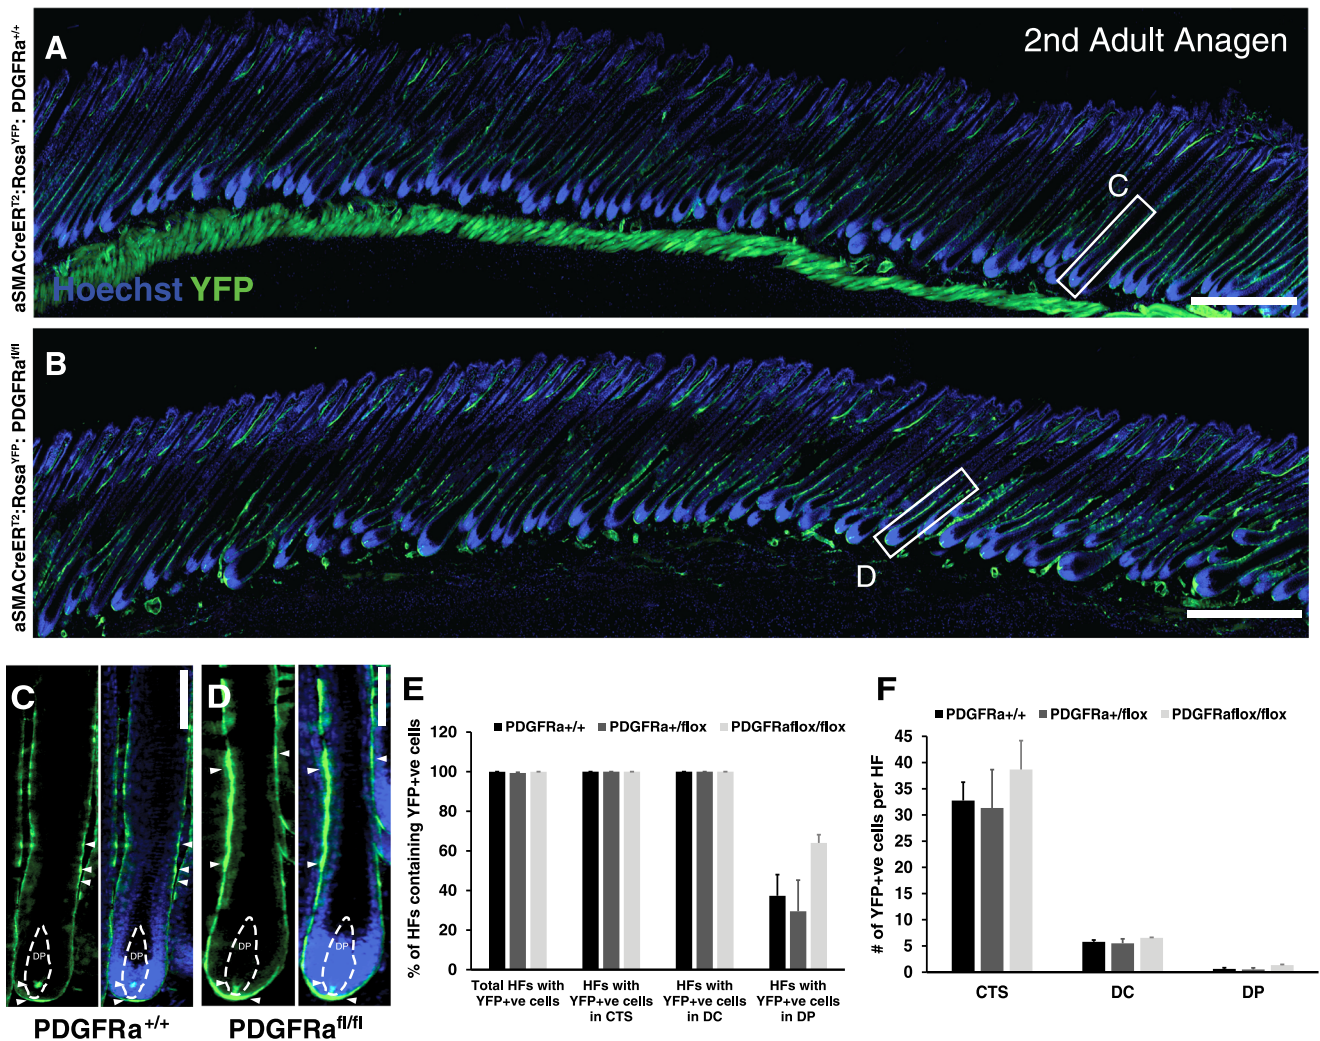 aSMACreER^T2:Rosa^YFP: PDGFRa^+/+
A
2nd Adult Anagen
C
Hoechst YFP
aSMACreER^T2:Rosa^YFP: PDGFRa^fl/fl
B
D
C
DP
DP
PDGFRa^+/+
D
DP
DP
PDGFRa^fl/fl
E
PDGFRa+/+ PDGFRa+/flox PDGFRaflox/flox
% of HFs containing YFP+ve cells
120
100
80
60
40
20
0
Total HFs with YFP+ve cells
HFs with YFP+ve cells in CTS
HFs with YFP+ve cells in DC
HFs with YFP+ve cells in DP
F
PDGFRa+/+ PDGFRa+/flox PDGFRaflox/flox
# of YFP+ve cells per HF
45
40
35
30
25
20
15
10
5
0
CTS DC DP